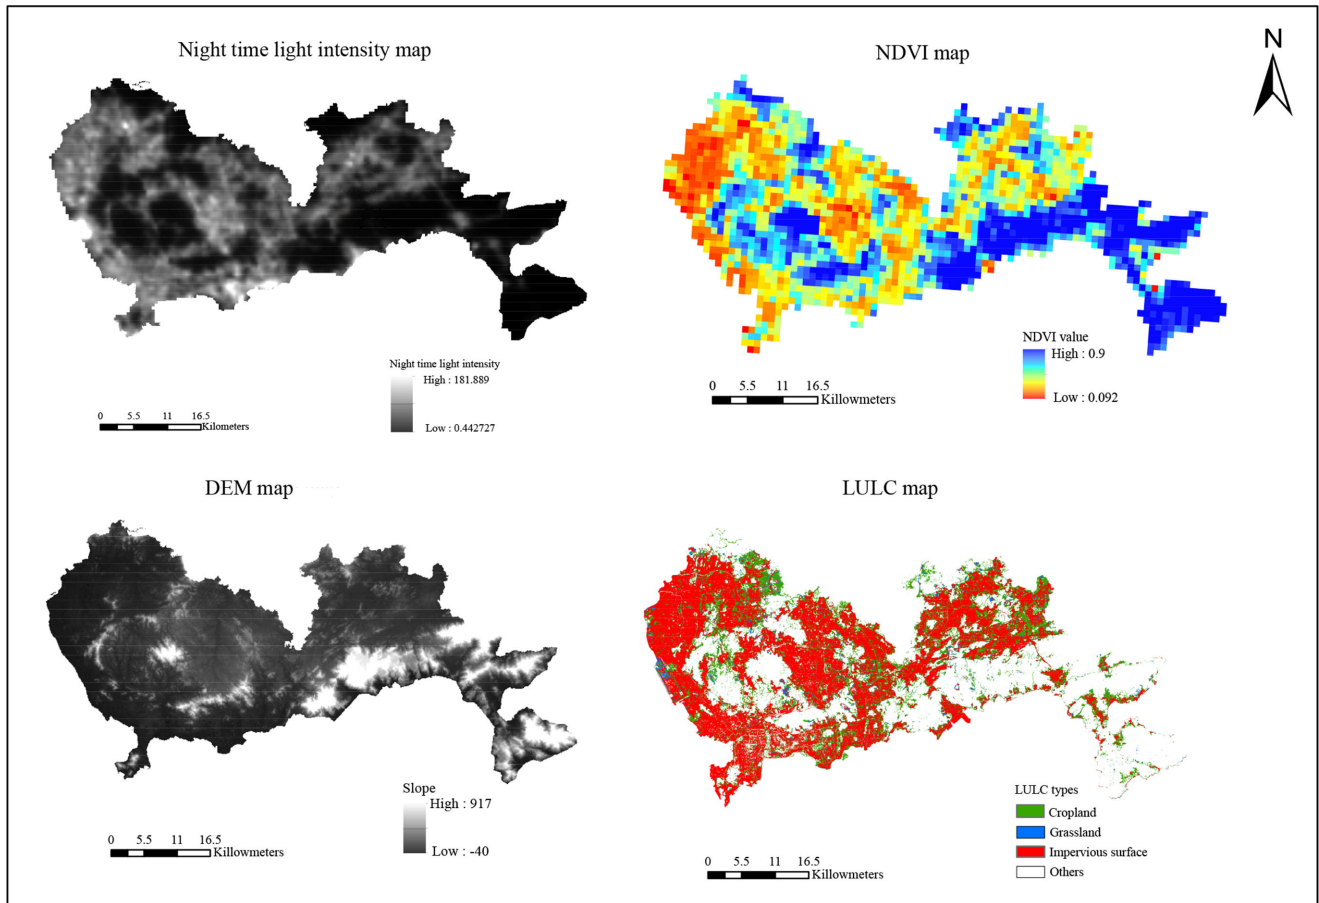 Night time light intensity map
NDVI map
N
Night time light intensity
High : 181.889
Low : 0.442727
0 5.5 11 16.5
Kilometers
NDVI value
High : 0.9
Low : 0.092
0 5.5 11 16.5
Killowmeters
DEM map
LULC map
Slope
High : 917
Low : -40
0 5.5 11 16.5
Killowmeters
LULC types
Cropland
Grassland
Impervious surface
Others
0 5.5 11 16.5
Killowmeters